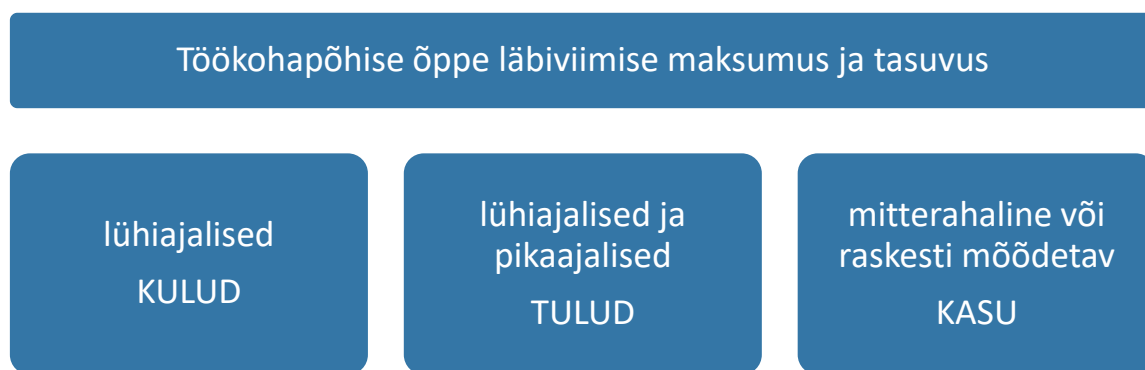 Töökohapõhise õppe läbiviimise maksumus ja tasuvus
lühiajalised
KULUD
lühiajalised ja
pikaajalised
TULUD
mitterahaline või
raskesti mõõdetav
KASU